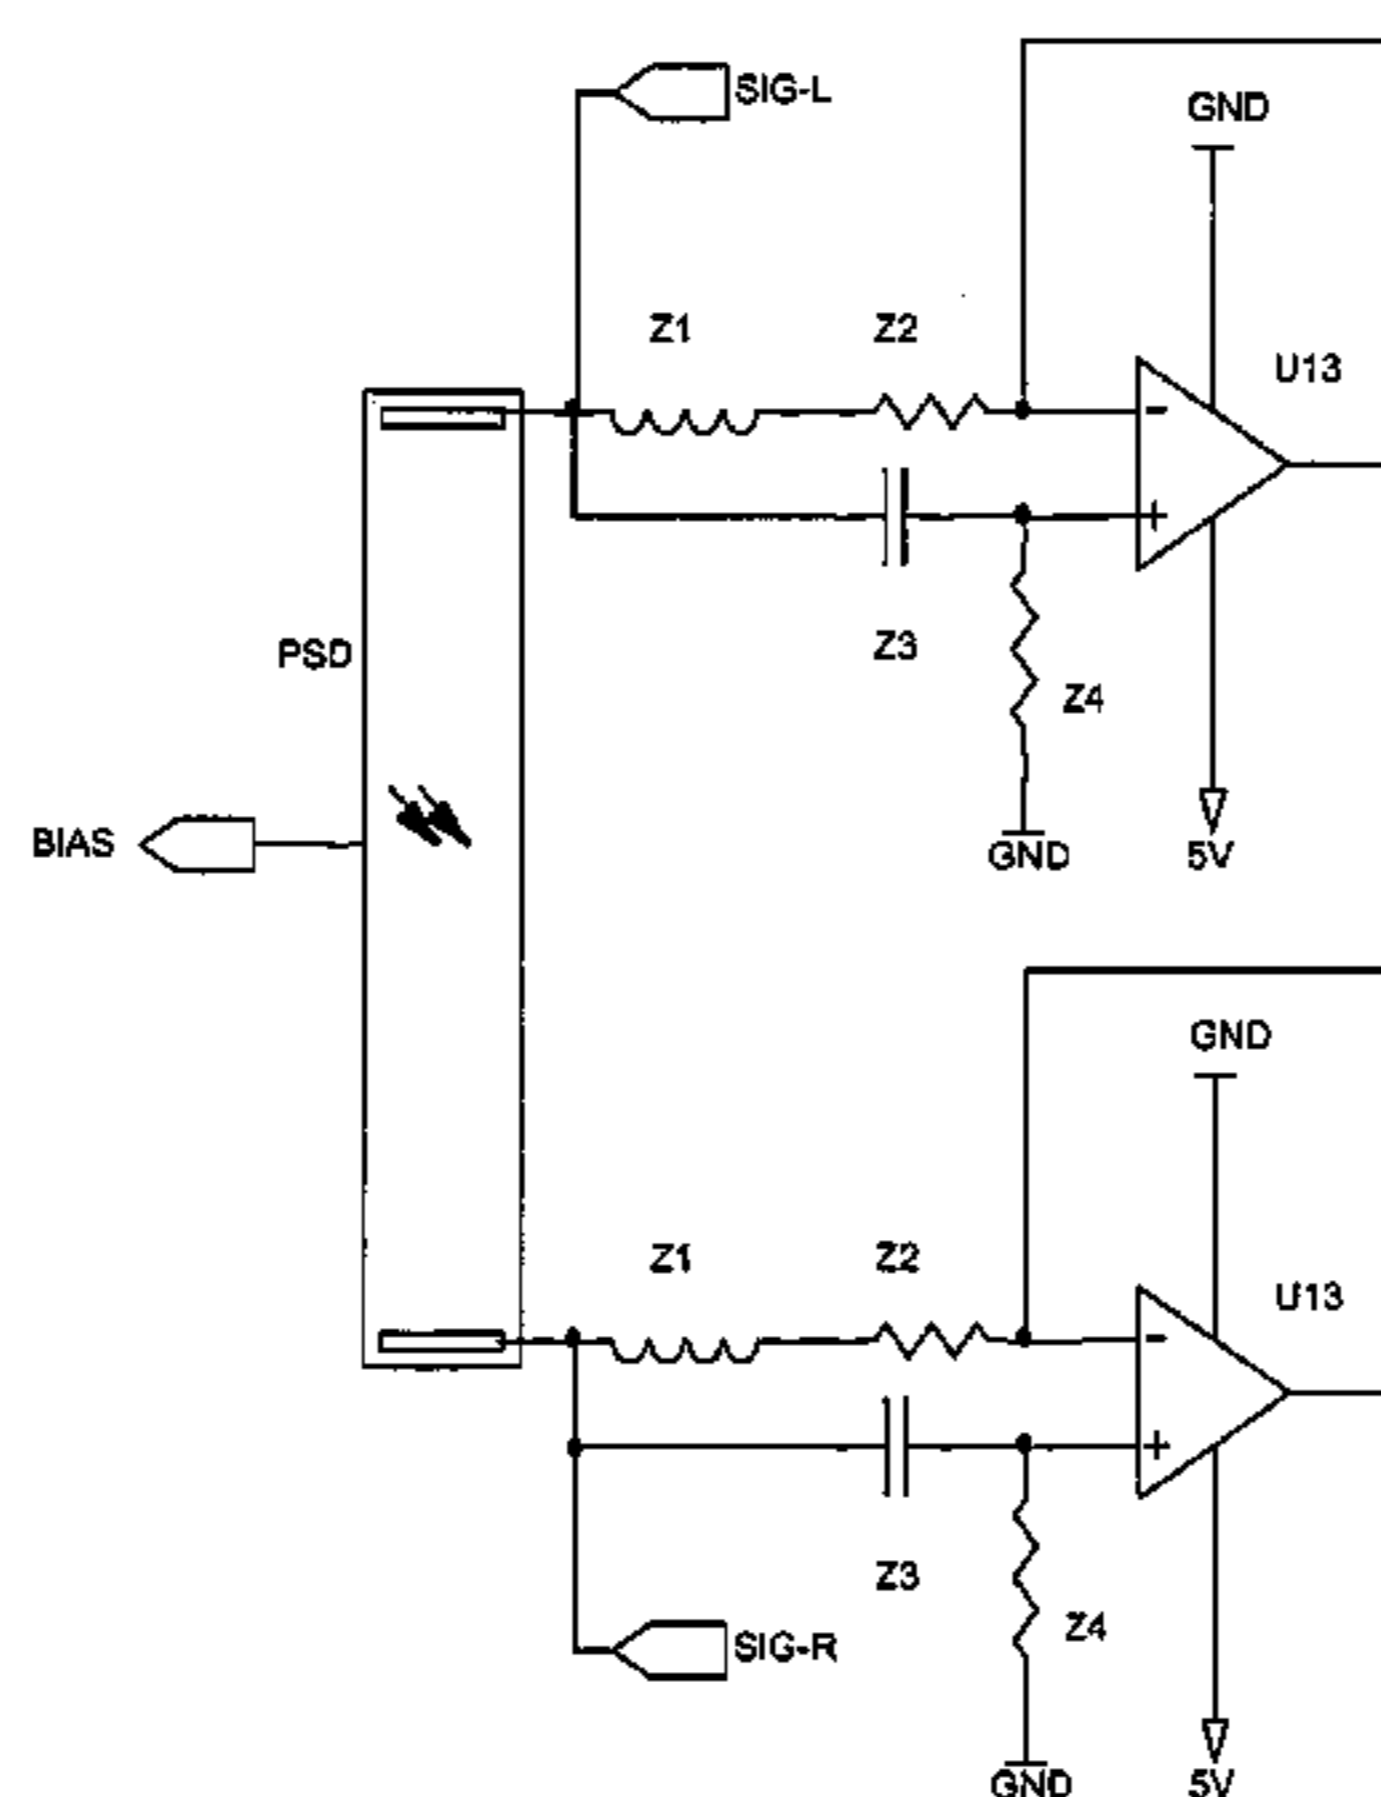 SIG-L
GND
Z1
Z2
U13
-
+
Z3
PSD
Z4
BIAS
GND
5V
GND
Z1
Z2
U13
-
+
Z3
Z4
SIG-R
GND
5V